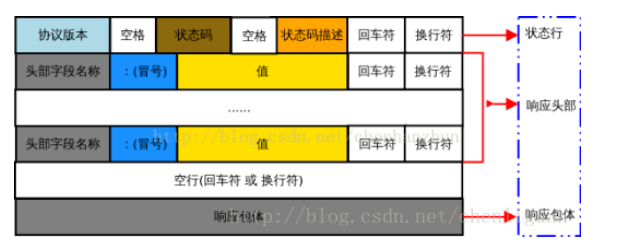 协议版本 空格 状态码 空格 状态码描述 回车符 换行符 状态行
头部字段名称 :(冒号) 值 回车符 换行符
...... 响应头部
头部字段名称 :(冒号) 值 回车符 换行符
空行(回车符 或 换行符)
响应包体 响应包体